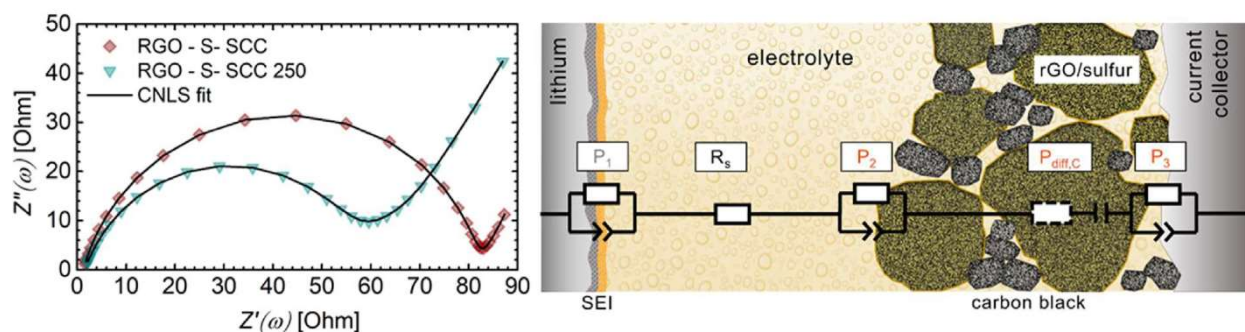 50
40
30
20
10
0
Z''(ω) [Ohm]
RGO - S- SCC
RGO - S- SCC 250
CNLS fit
0 10 20 30 40 50 60 70 80 90
Z'(ω) [Ohm]
lithium
electrolyte
rGO/sulfur
current
collector
P1
Rs
P2
Pdiff,C
P3
SEI
carbon black